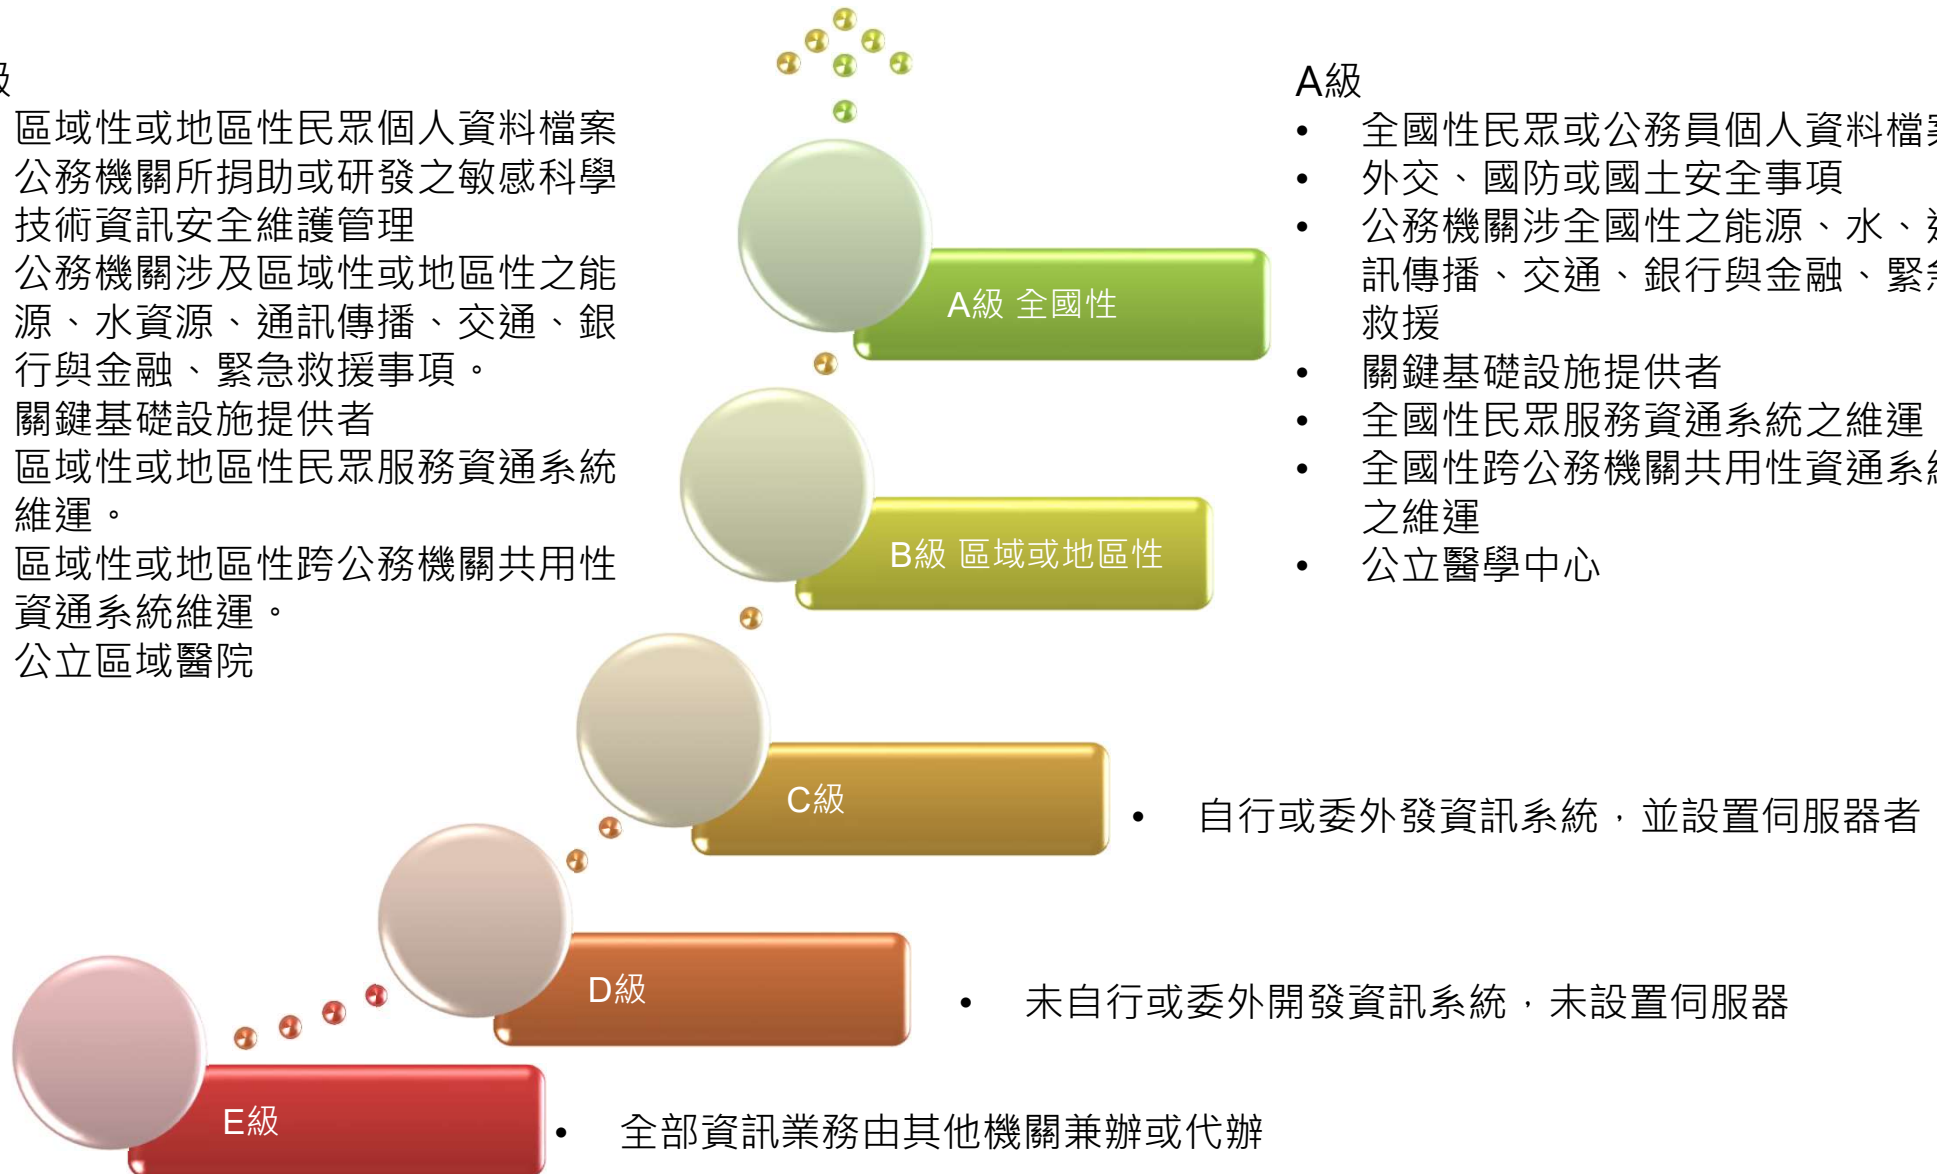 級
區域性或地區性民眾個人資料檔案
公務機關所捐助或研發之敏感科學
技術資訊安全維護管理
公務機關涉及區域性或地區性之能
源、水資源、通訊傳播、交通、銀
行與金融、緊急救援事項。
關鍵基礎設施提供者
區域性或地區性民眾服務資通系統
維運。
區域性或地區性跨公務機關共用性
資通系統維運。
公立區域醫院
A級 全國性
B級 區域或地區性
C級
D級
E級
A級
• 全國性民眾或公務員個人資料檔案
• 外交、國防或國土安全事項
• 公務機關涉全國性之能源、水、通
訊傳播、交通、銀行與金融、緊急
救援
• 關鍵基礎設施提供者
• 全國性民眾服務資通系統之維運
• 全國性跨公務機關共用性資通系統
之維運
• 公立醫學中心
• 自行或委外發資訊系統，並設置伺服器者
• 未自行或委外開發資訊系統，未設置伺服器
• 全部資訊業務由其他機關兼辦或代辦